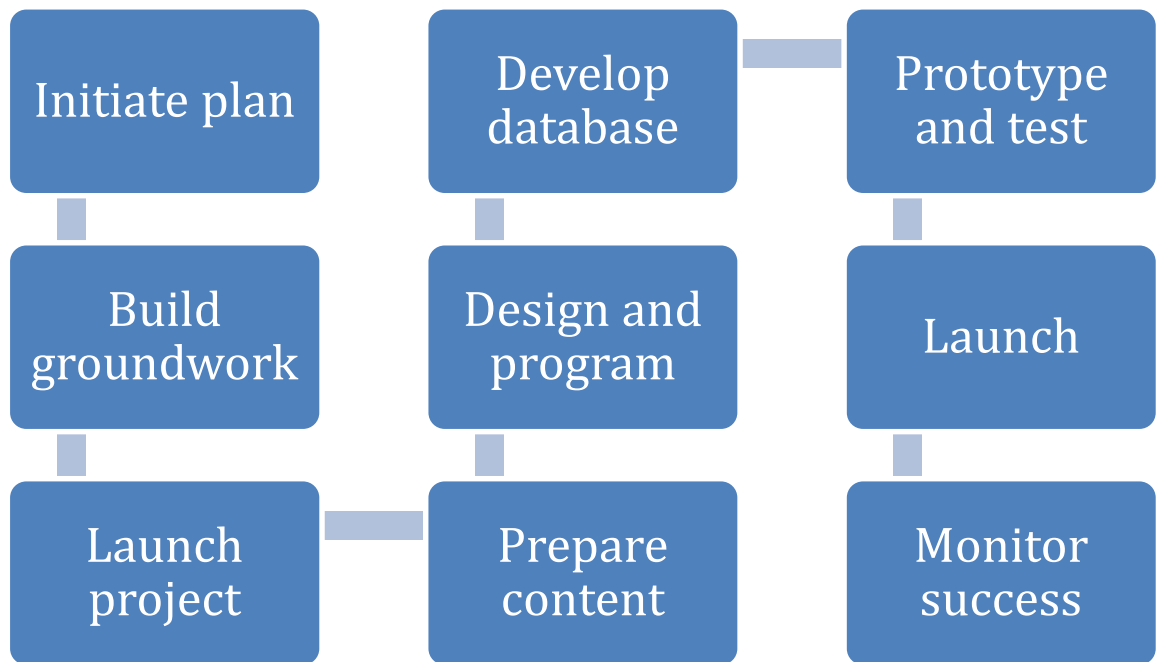 Initiate plan
Build
groundwork
Launch
project
Prepare
content
Design and
program
Develop
database
Prototype
and test
Launch
Monitor
success